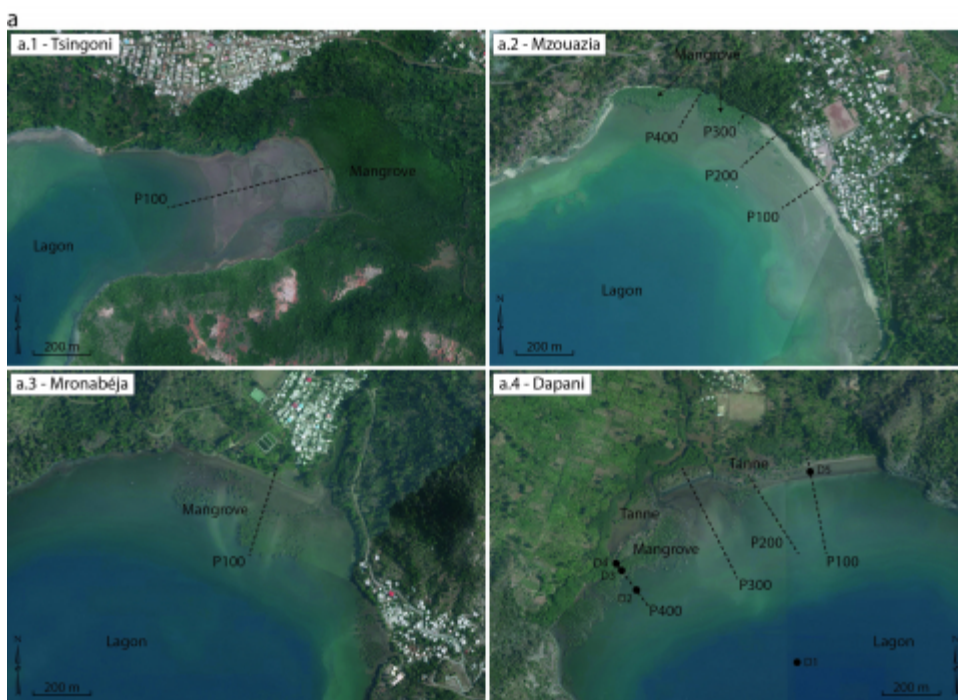 a
a.1 - Tsingoni
P100
Mangrove
Lagon
N
200 m
a.2 - Mzouazia
Mangrove
P400
P300
P200
P100
Lagon
N
200 m
a.3 - Mronabéja
Mangrove
P100
Lagon
N
200 m
a.4 - Dapani
Tanne
D5
Tanne
P200
P100
Mangrove
D4
D3
P300
D2
P400
Lagon
D1
N
200 m